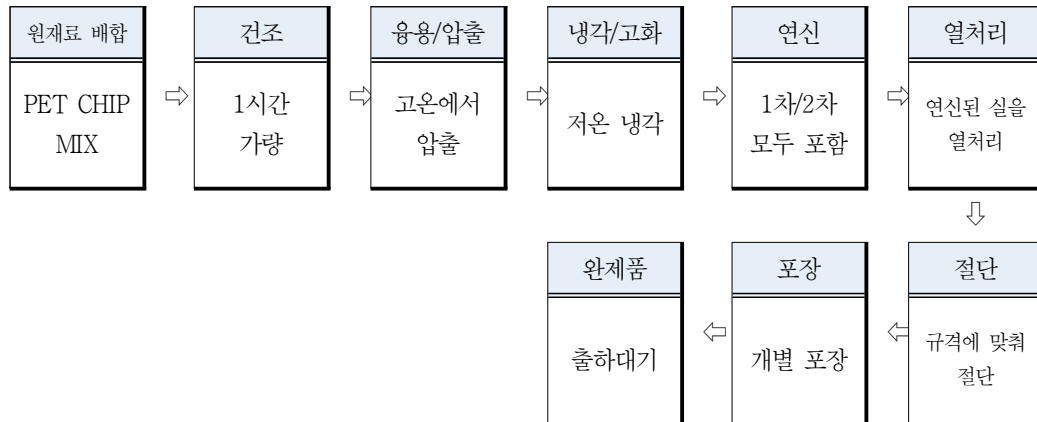 원재료 배합
PET CHIP
MIX
건조
1시간
가량
융용/압출
고온에서
압출
냉각/고화
저온 냉각
연신
1차/2차
모두 포함
열처리
연신된 실을
열처리
절단
규격에 맞춰
절단
포장
개별 포장
완제품
출하대기